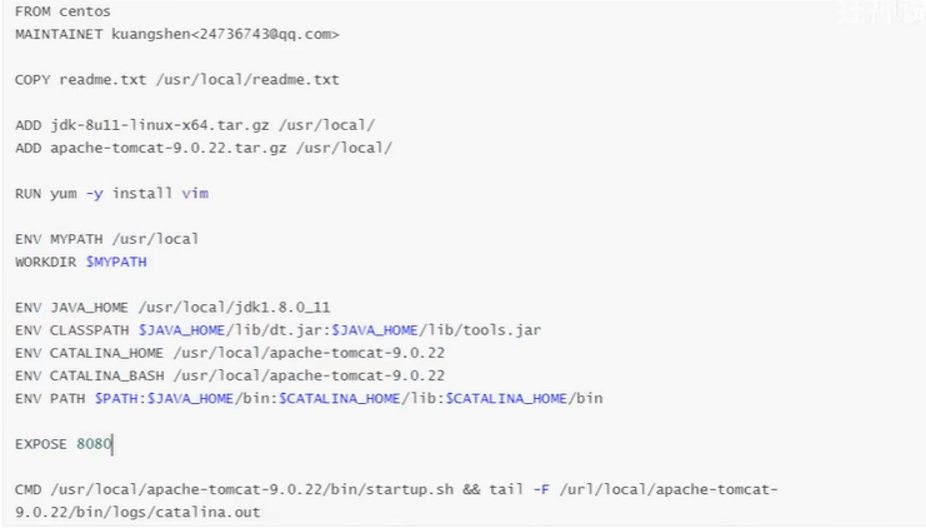 FROM centos
MAINTAINET kuangshen<24736743@qq.com>
COPY readme.txt /usr/local/readme.txt
ADD jdk-8u11-linux-x64.tar.gz /usr/local/
ADD apache-tomcat-9.0.22.tar.gz /usr/local/
RUN yum -y install vim
ENV MYPATH /usr/local
WORKDIR $MYPATH
ENV JAVA_HOME /usr/local/jdk1.8.0_11
ENV CLASSPATH $JAVA_HOME/lib/dt.jar:$JAVA_HOME/lib/tools.jar
ENV CATALINA_HOME /usr/local/apache-tomcat-9.0.22
ENV CATALINA_BASH /usr/local/apache-tomcat-9.0.22
ENV PATH $PATH:$JAVA_HOME/bin:$CATALINA_HOME/lib:$CATALINA_HOME/bin
EXPOSE 8080
CMD /usr/local/apache-tomcat-9.0.22/bin/startup.sh && tail -F /url/local/apache-tomcat-
9.0.22/bin/logs/catalina.out